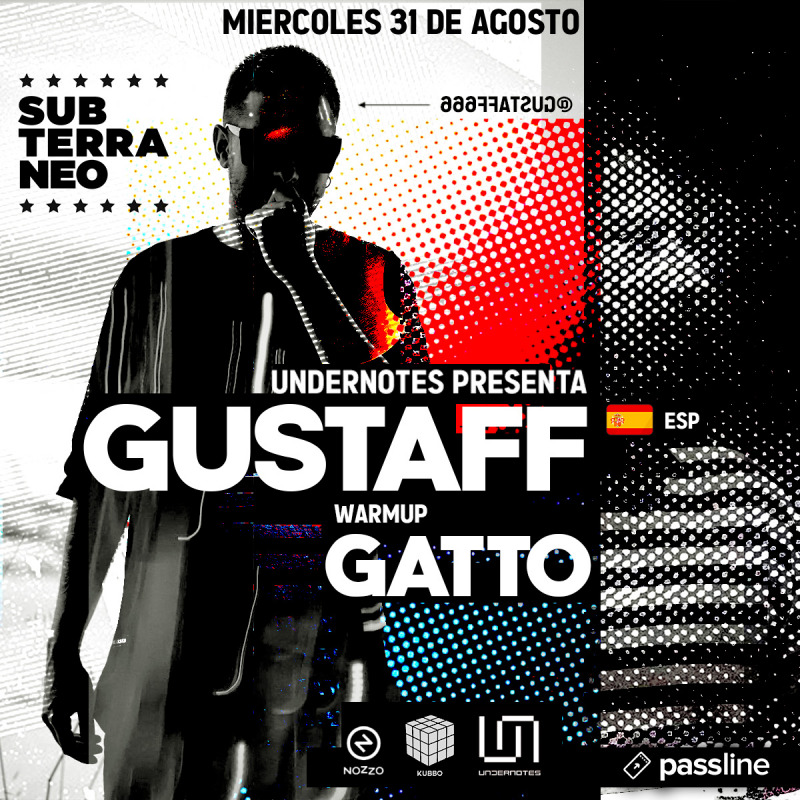 MIERCOLES 31 DE AGOSTO
SUB
TERRA
NEO
@GUSTAFF666
UNDERNOTES PRESENTA
GUSTAFF
ESP
WARMUP
GATTO
NOZZO
KUBBO
UNDERNOTES
passline